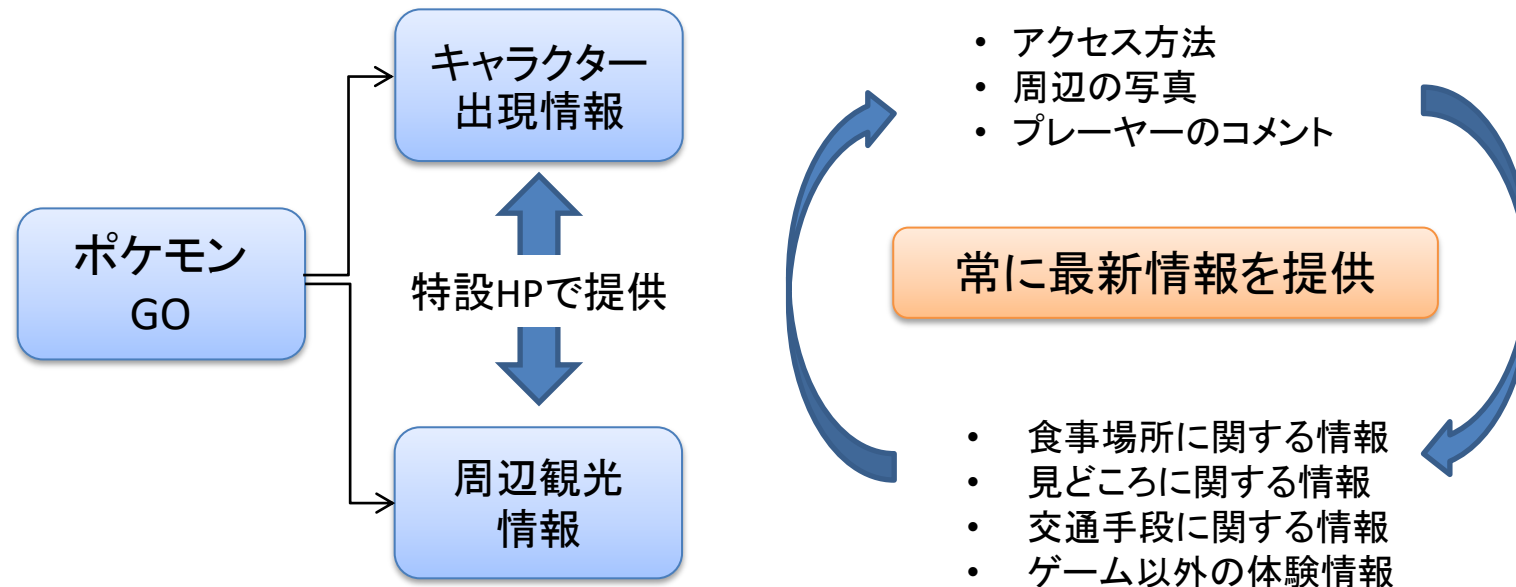 ポケモン
GO
キャラクター
出現情報
特設HPで提供
周辺観光
情報
• アクセス方法
• 周辺の写真
• プレーヤーのコメント
常に最新情報を提供
• 食事場所に関する情報
• 見どころに関する情報
• 交通手段に関する情報
• ゲーム以外の体験情報